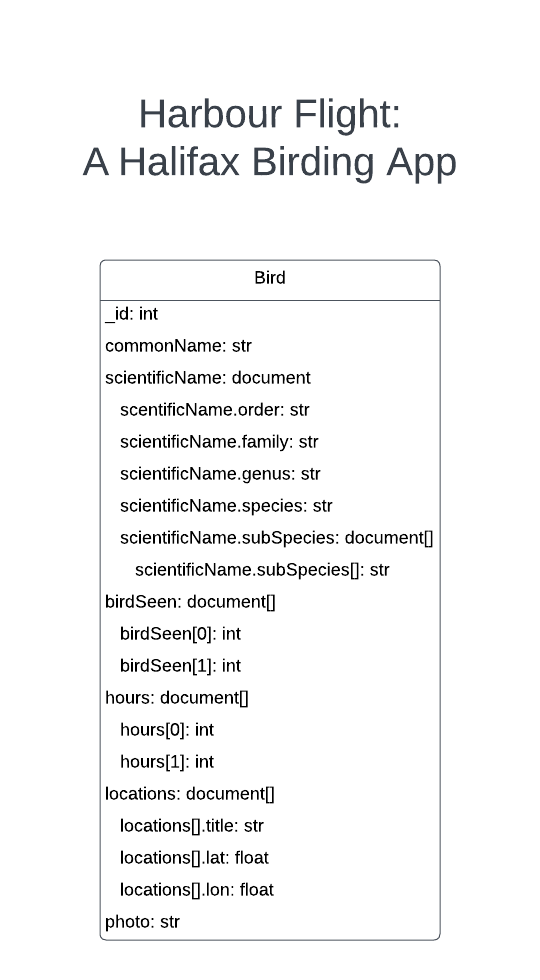 Harbour Flight:
A Halifax Birding App
Bird
_id: int
commonName: str
scientificName: document
scentificName.order: str
scientificName.family: str
scientificName.genus: str
scientificName.species: str
scientificName.subSpecies: document[]
scientificName.subSpecies[]: str
birdSeen: document[]
birdSeen[0]: int
birdSeen[1]: int
hours: document[]
hours[0]: int
hours[1]: int
locations: document[]
locations[].title: str
locations[].lat: float
locations[].lon: float
photo: str